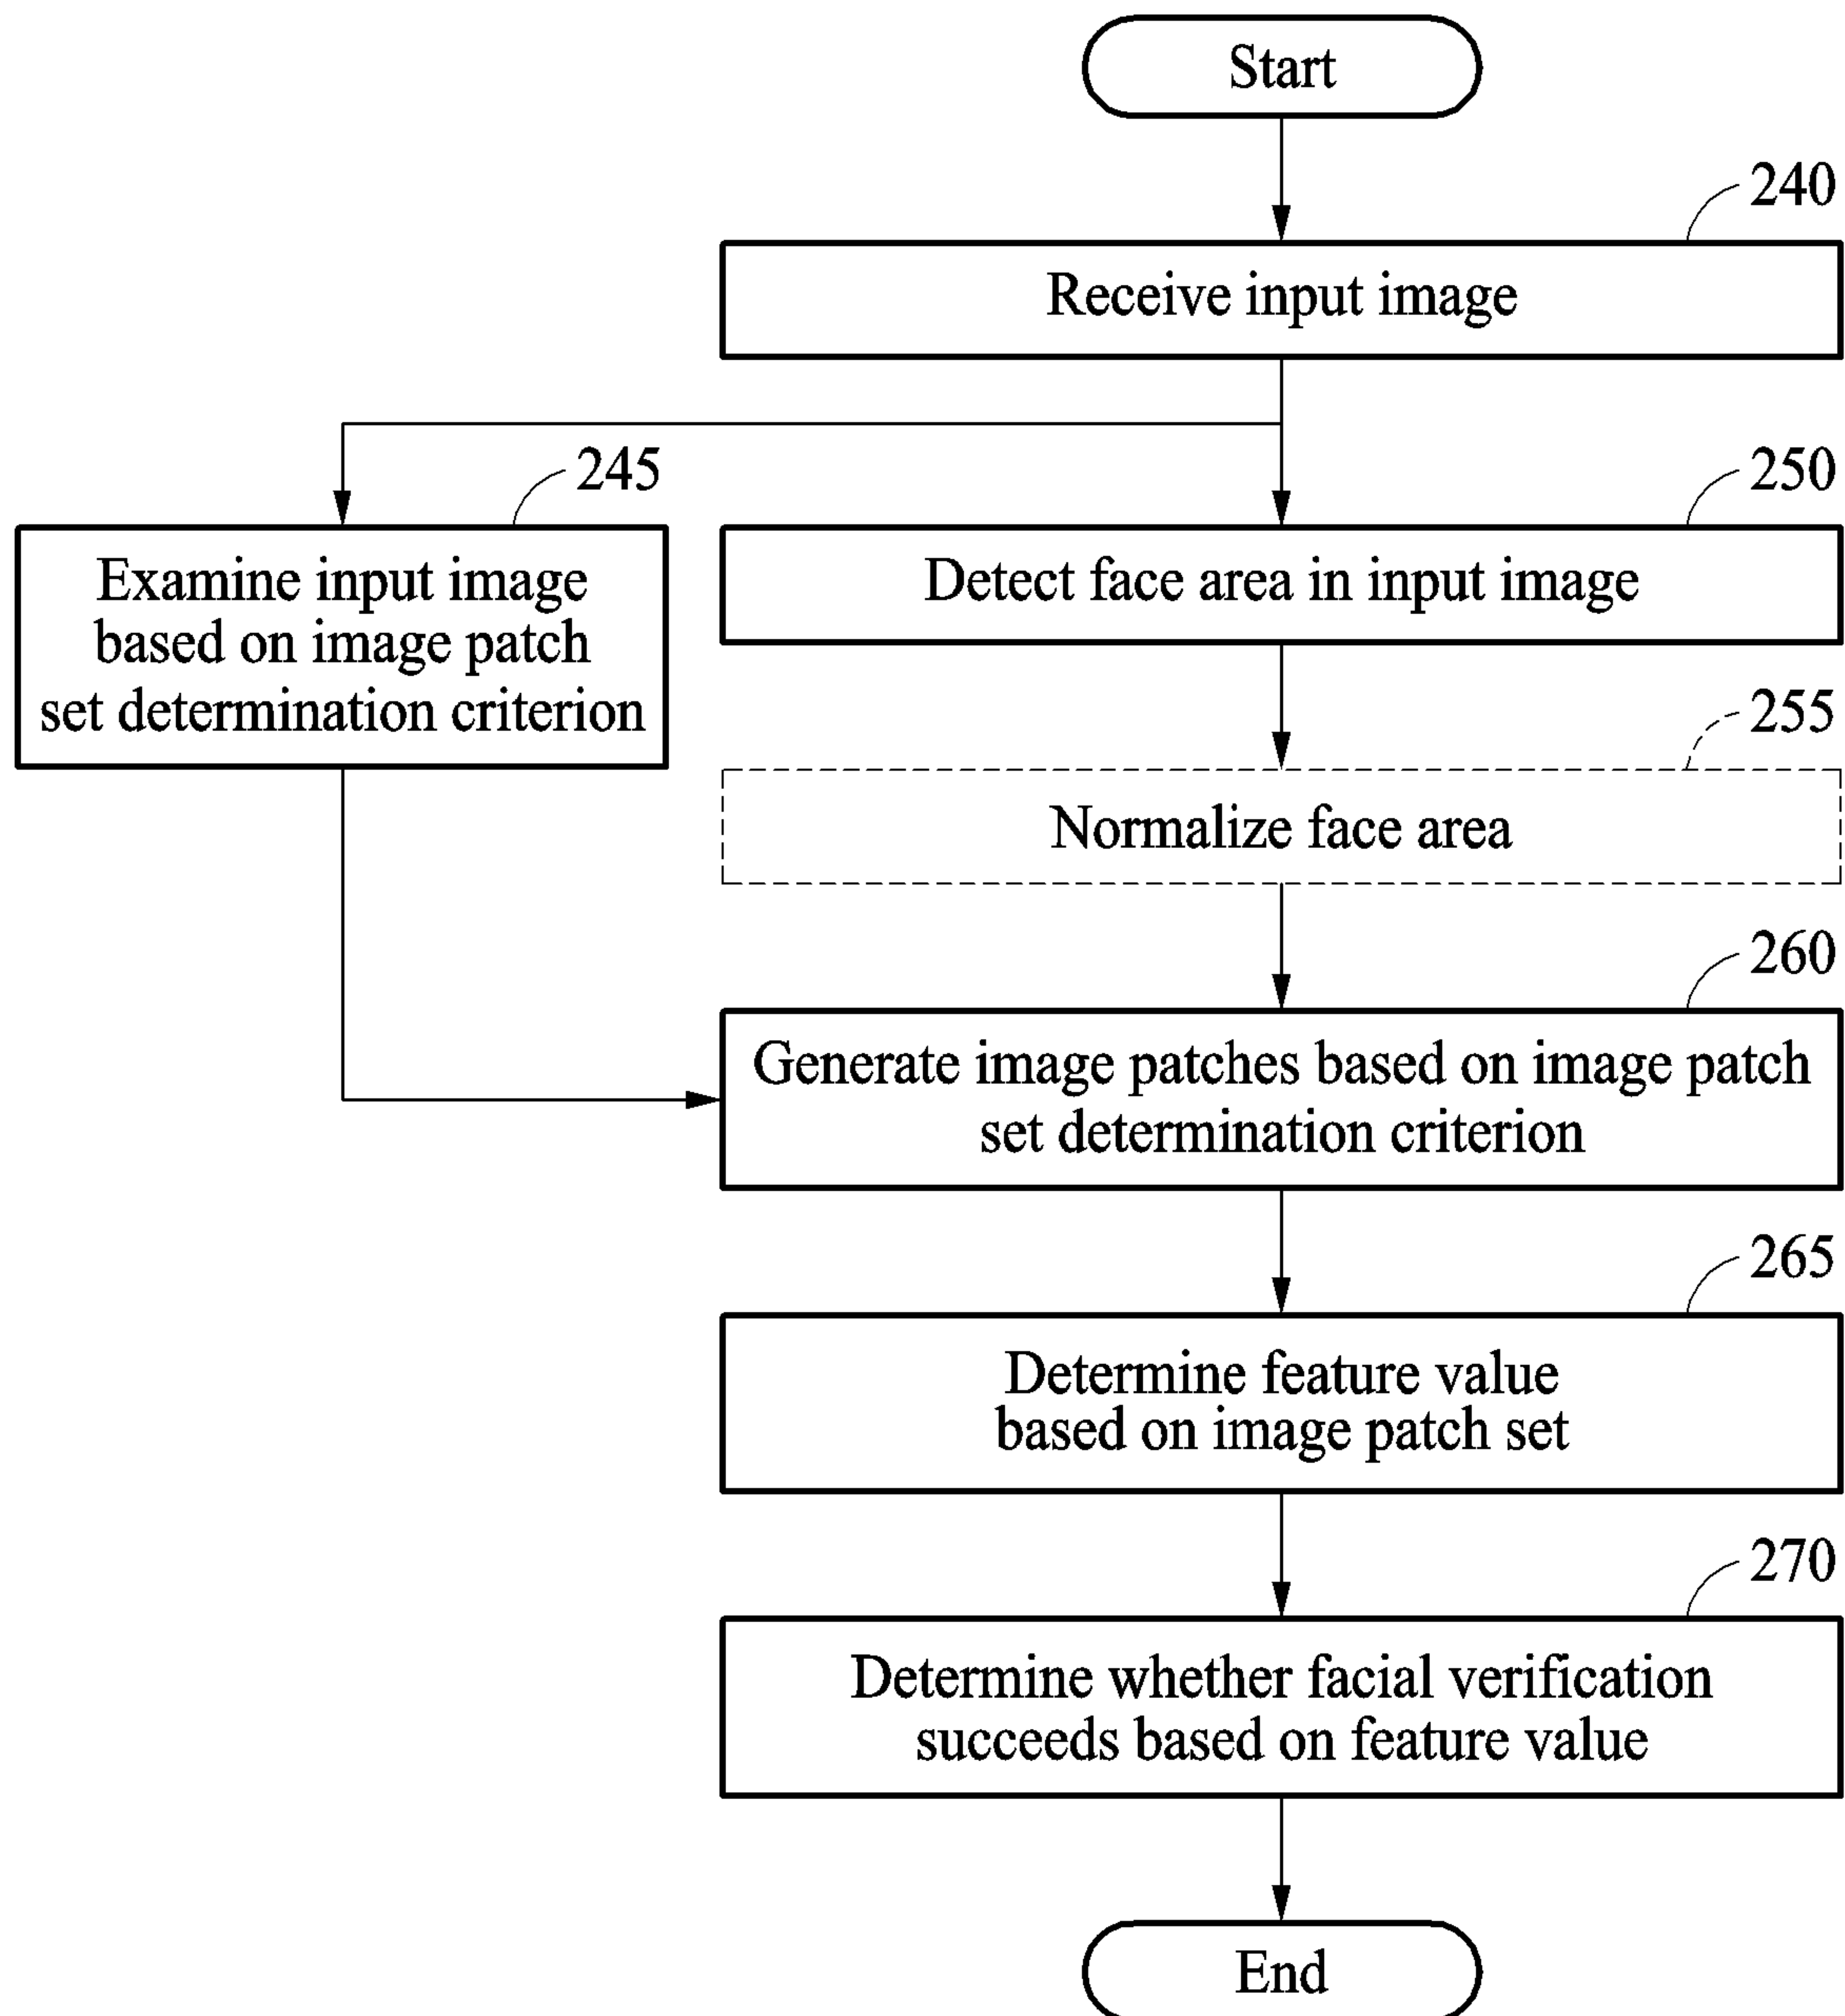 Start
240
Receive input image
245
Examine input image
based on image patch
set determination criterion
250
Detect face area in input image
255
Normalize face area
260
Generate image patches based on image patch
set determination criterion
265
Determine feature value
based on image patch set
270
Determine whether facial verification
succeeds based on feature value
End